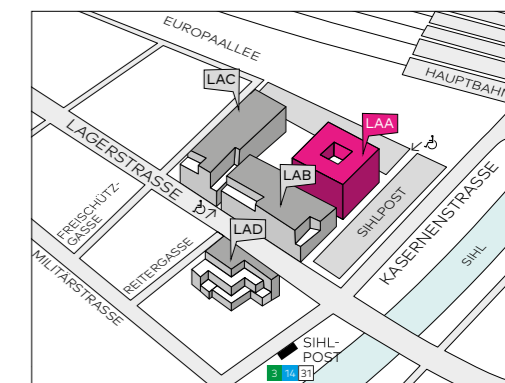 EUROPAALLEE
HAUPTBAHN
LAC
LAA
LAGERSTRASSE
LAB
SIHLPOST
KASERNENSTRASSE
FREISCHÜTZ-
GASSE
REITERGASSE
LAD
SIHL
MILITÄRSTRASSE
SIHL-
POST
3 14 31